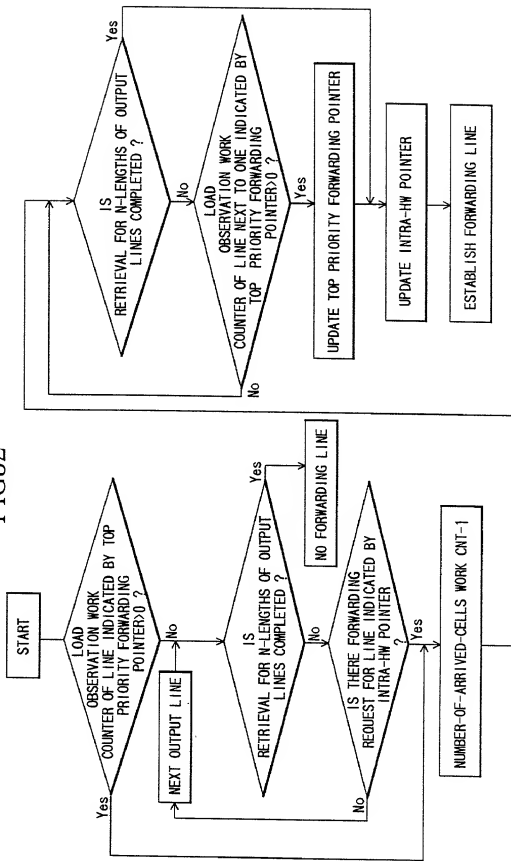 FIG32
START
LOAD
OBSERVATION WORK
COUNTER OF LINE INDICATED BY TOP
PRIORITY FORWARDING
POINTER>0 ?
Yes
No
NEXT OUTPUT LINE
IS
RETRIEVAL FOR N-LENGTHS OF OUTPUT
LINES COMPLETED ?
Yes
No
NO FORWARDING LINE
IS THERE FORWARDING
REQUEST FOR LINE INDICATED BY
INTRA-HW POINTER
?
No
Yes
NUMBER-OF-ARRIVED-CELLS WORK CNT-1
IS
RETRIEVAL FOR N-LENGTHS OF OUTPUT
LINES COMPLETED ?
Yes
No
LOAD
OBSERVATION WORK
COUNTER OF LINE NEXT TO ONE INDICATED BY
TOP PRIORITY FORWARDING
POINTER>0 ?
No
Yes
UPDATE TOP PRIORITY FORWARDING POINTER
UPDATE INTRA-HW POINTER
ESTABLISH FORWARDING LINE